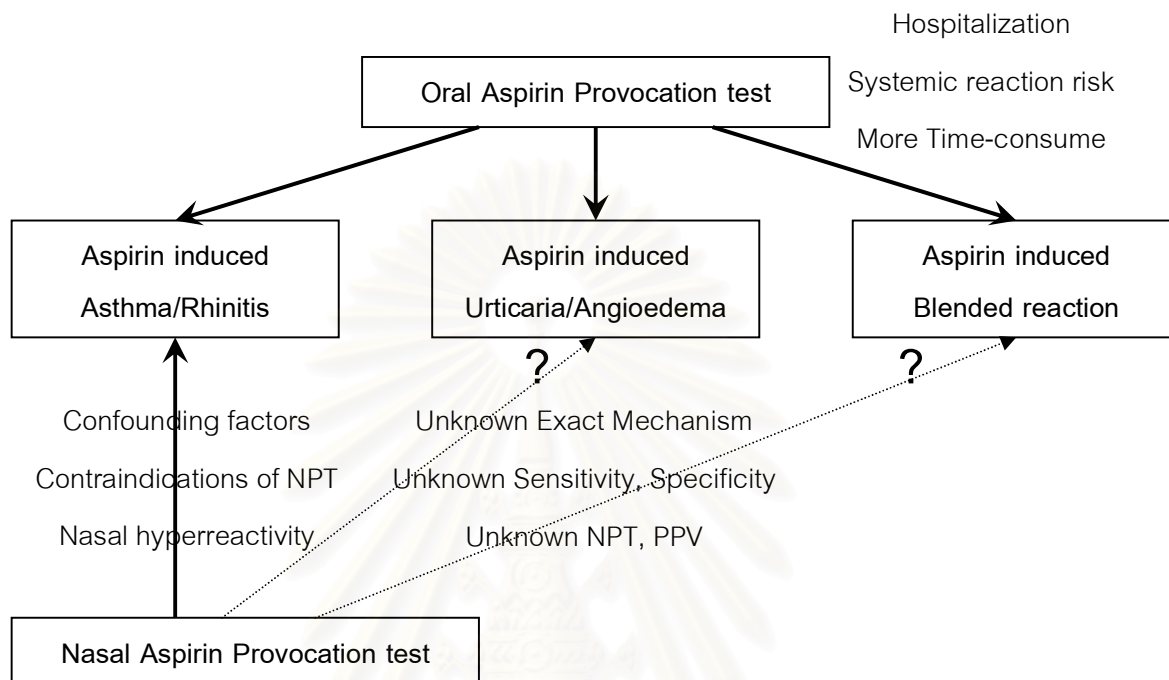 Hospitalization
Oral Aspirin Provocation test
Systemic reaction risk
More Time-consume
Aspirin induced
Asthma/Rhinitis
Aspirin induced
Urticaria/Angioedema
Aspirin induced
Blended reaction
?
?
Confounding factors
Contraindications of NPT
Nasal hyperreactivity
Unknown Exact Mechanism
Unknown Sensitivity, Specificity
Unknown NPT, PPV
Nasal Aspirin Provocation test